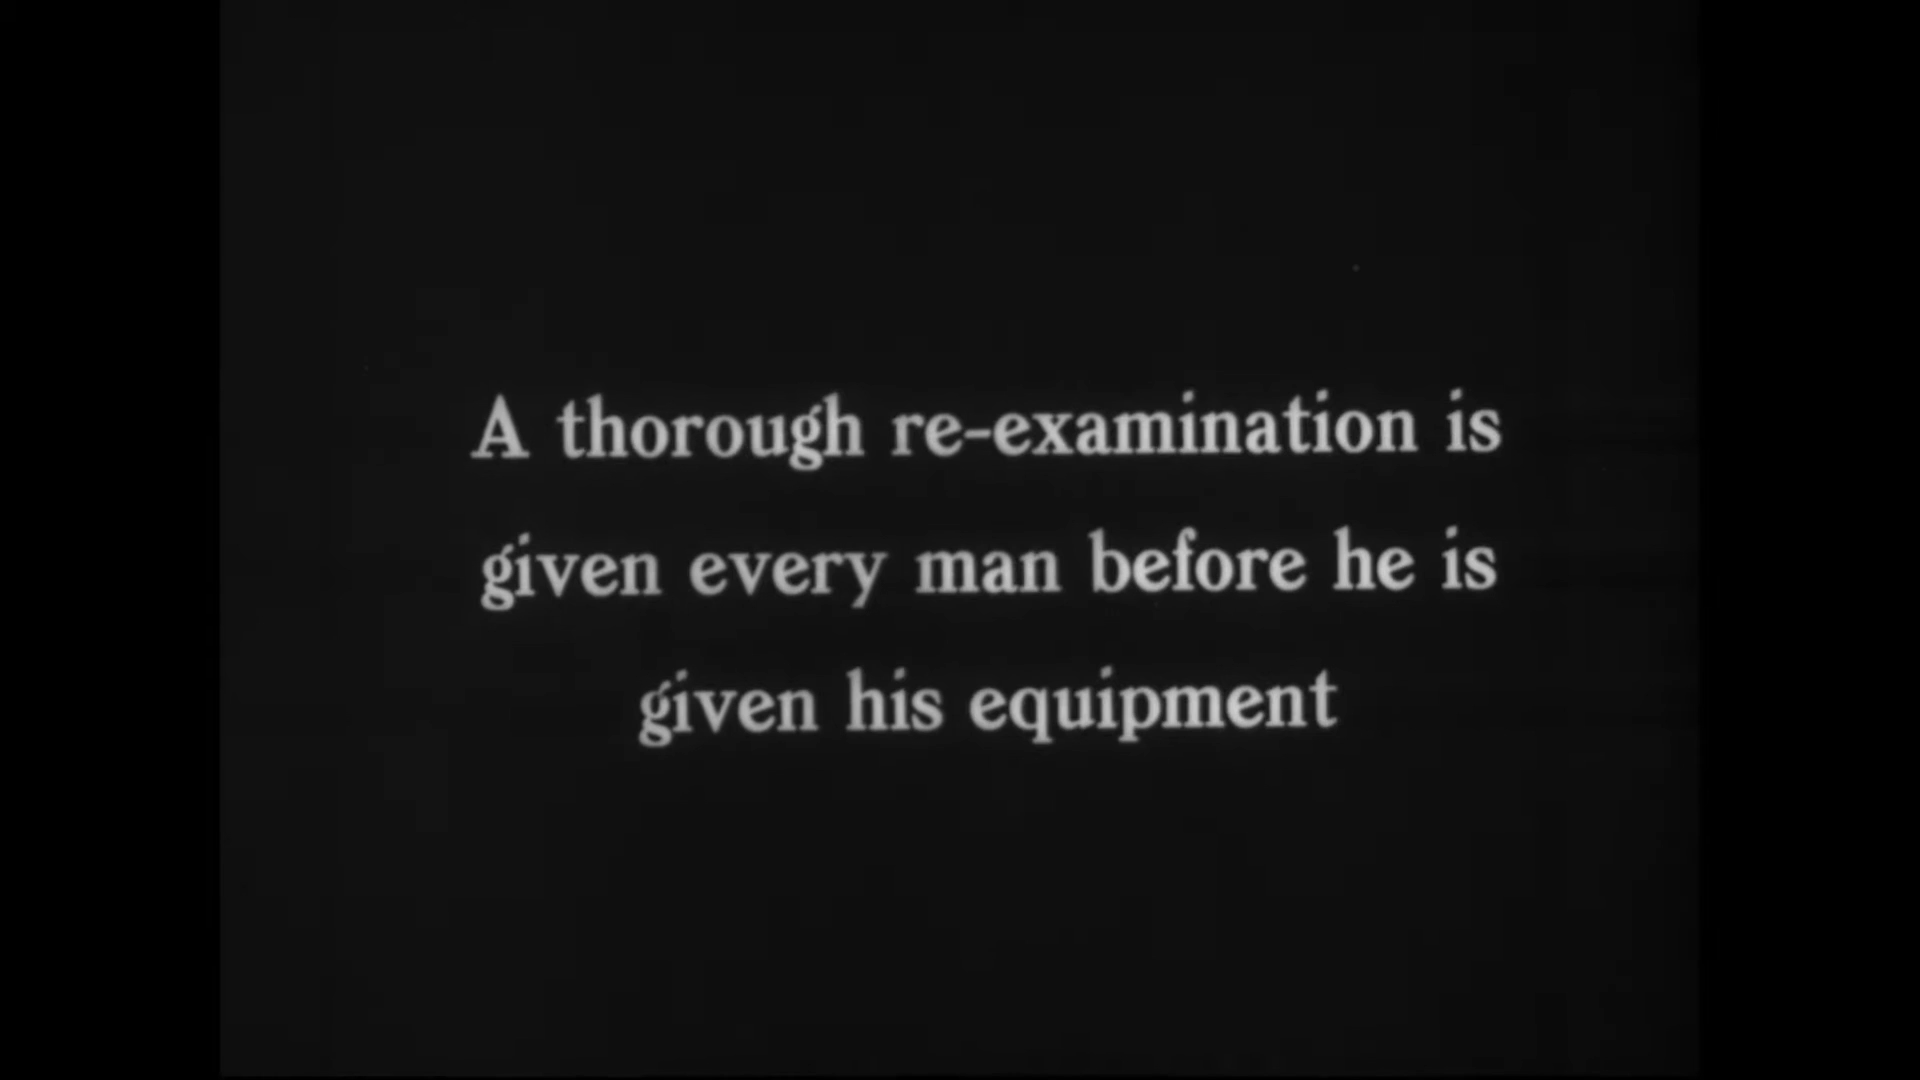 A thorough re-examination is
given every man before he is
given his equipment